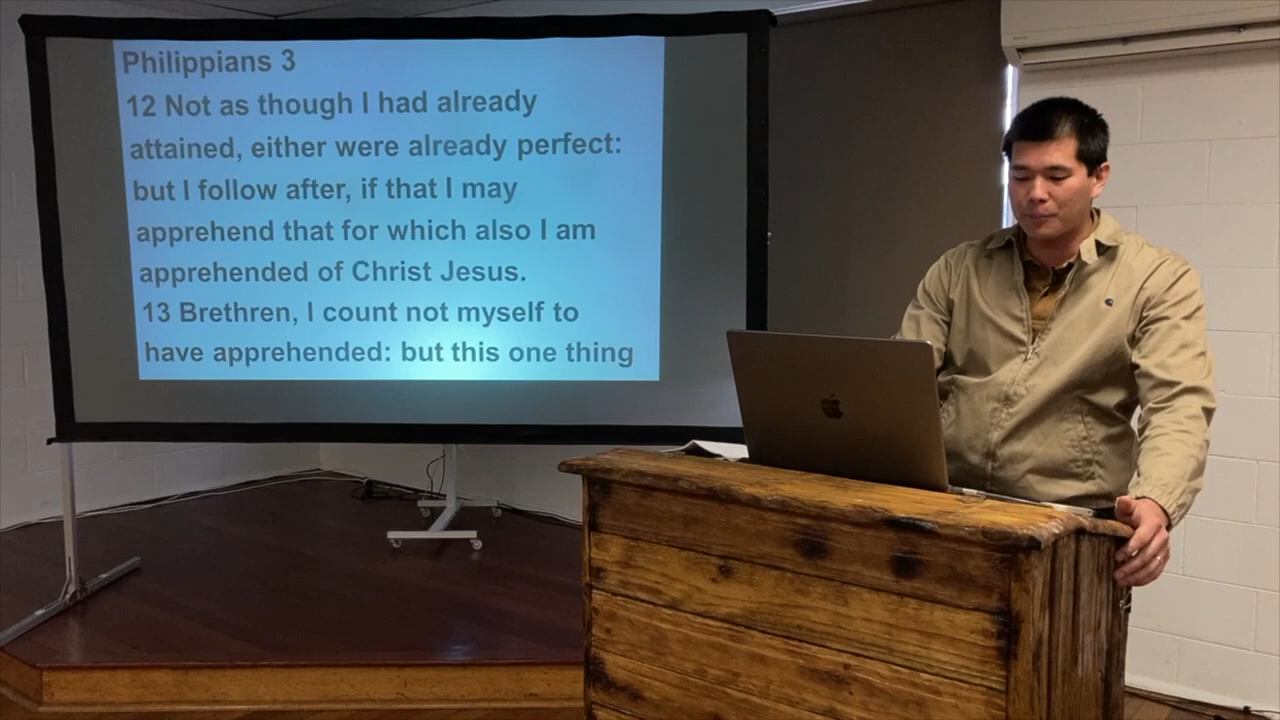 Philippians 3
12 Not as though I had already
attained, either were already perfect:
but I follow after, if that I may
apprehend that for which also I am
apprehended of Christ Jesus.
13 Brethren, I count not myself to
have apprehended: but this one thing